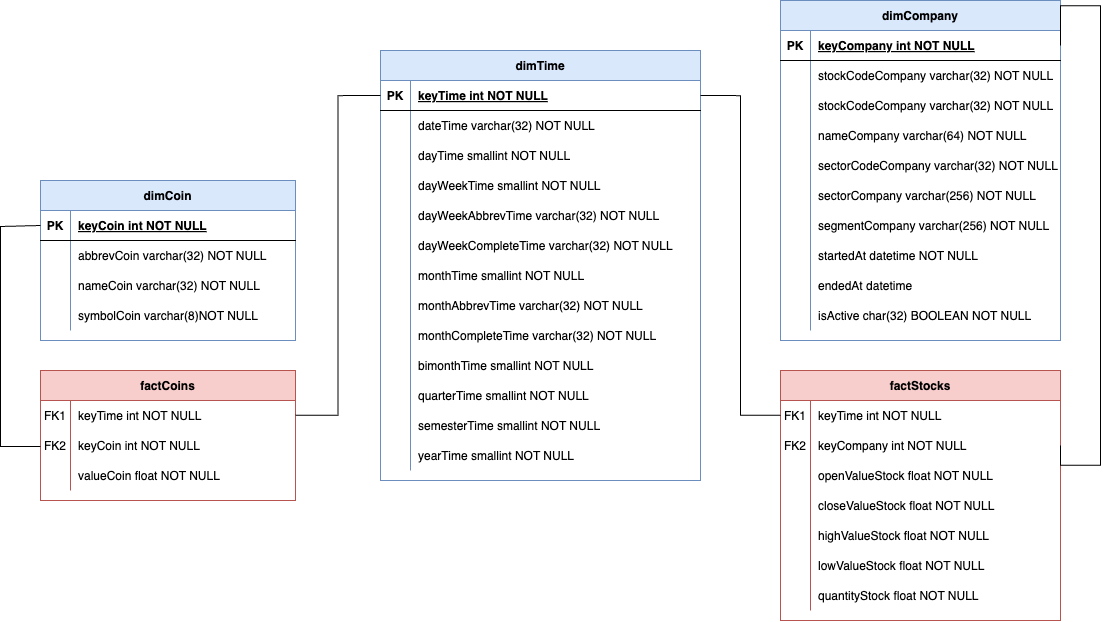 dimCompany
PK keyCompany int NOT NULL
stockCodeCompany varchar(32) NOT NULL
stockCodeCompany varchar(32) NOT NULL
nameCompany varchar(64) NOT NULL
sectorCodeCompany varchar(32) NOT NULL
sectorCompany varchar(256) NOT NULL
segmentCompany varchar(256) NOT NULL
startedAt datetime NOT NULL
endedAt datetime
isActive char(32) BOOLEAN NOT NULL
dimTime
PK keyTime int NOT NULL
dateTime varchar(32) NOT NULL
dayTime smallint NOT NULL
dayWeekTime smallint NOT NULL
dayWeekAbbrevTime varchar(32) NOT NULL
dayWeekCompleteTime varchar(32) NOT NULL
monthTime smallint NOT NULL
monthAbbrevTime varchar(32) NOT NULL
monthCompleteTime varchar(32) NOT NULL
bimonthTime smallint NOT NULL
quarterTime smallint NOT NULL
semesterTime smallint NOT NULL
yearTime smallint NOT NULL
dimCoin
PK keyCoin int NOT NULL
abbrevCoin varchar(32) NOT NULL
nameCoin varchar(32) NOT NULL
symbolCoin varchar(8)NOT NULL
factCoins
FK1 keyTime int NOT NULL
FK2 keyCoin int NOT NULL
valueCoin float NOT NULL
factStocks
FK1 keyTime int NOT NULL
FK2 keyCompany int NOT NULL
openValueStock float NOT NULL
closeValueStock float NOT NULL
highValueStock float NOT NULL
lowValueStock float NOT NULL
quantityStock float NOT NULL